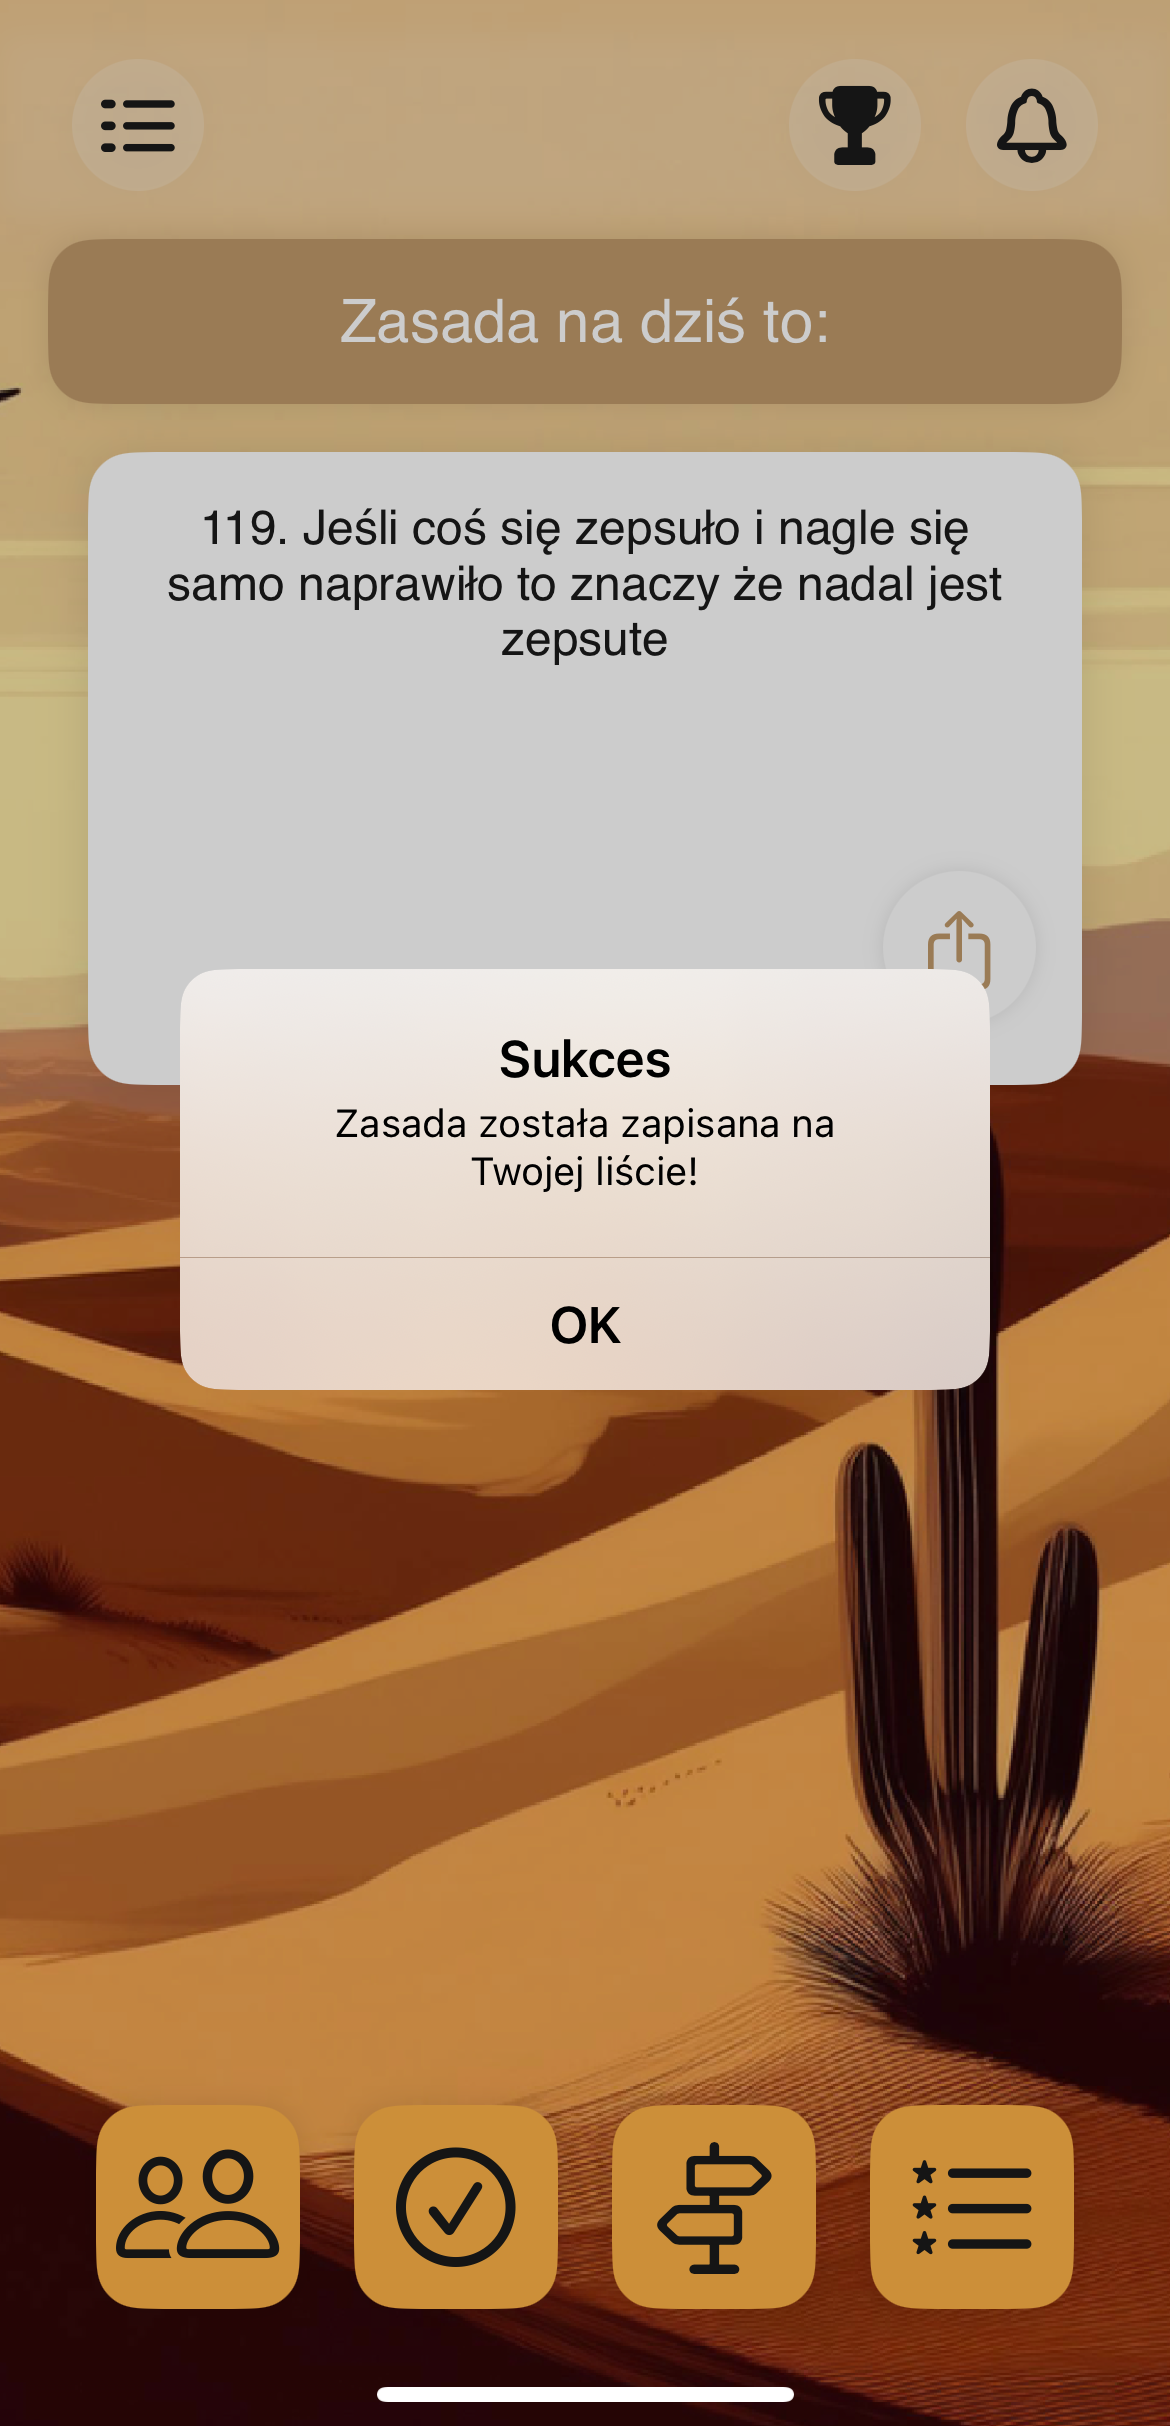 Zasada na dziś to:
119. Jeśli coś się zepsuło i nagle się
samo naprawiło to znaczy że nadal jest
zepsute
Sukces
Zasada została zapisana na
Twojej liście!
OK